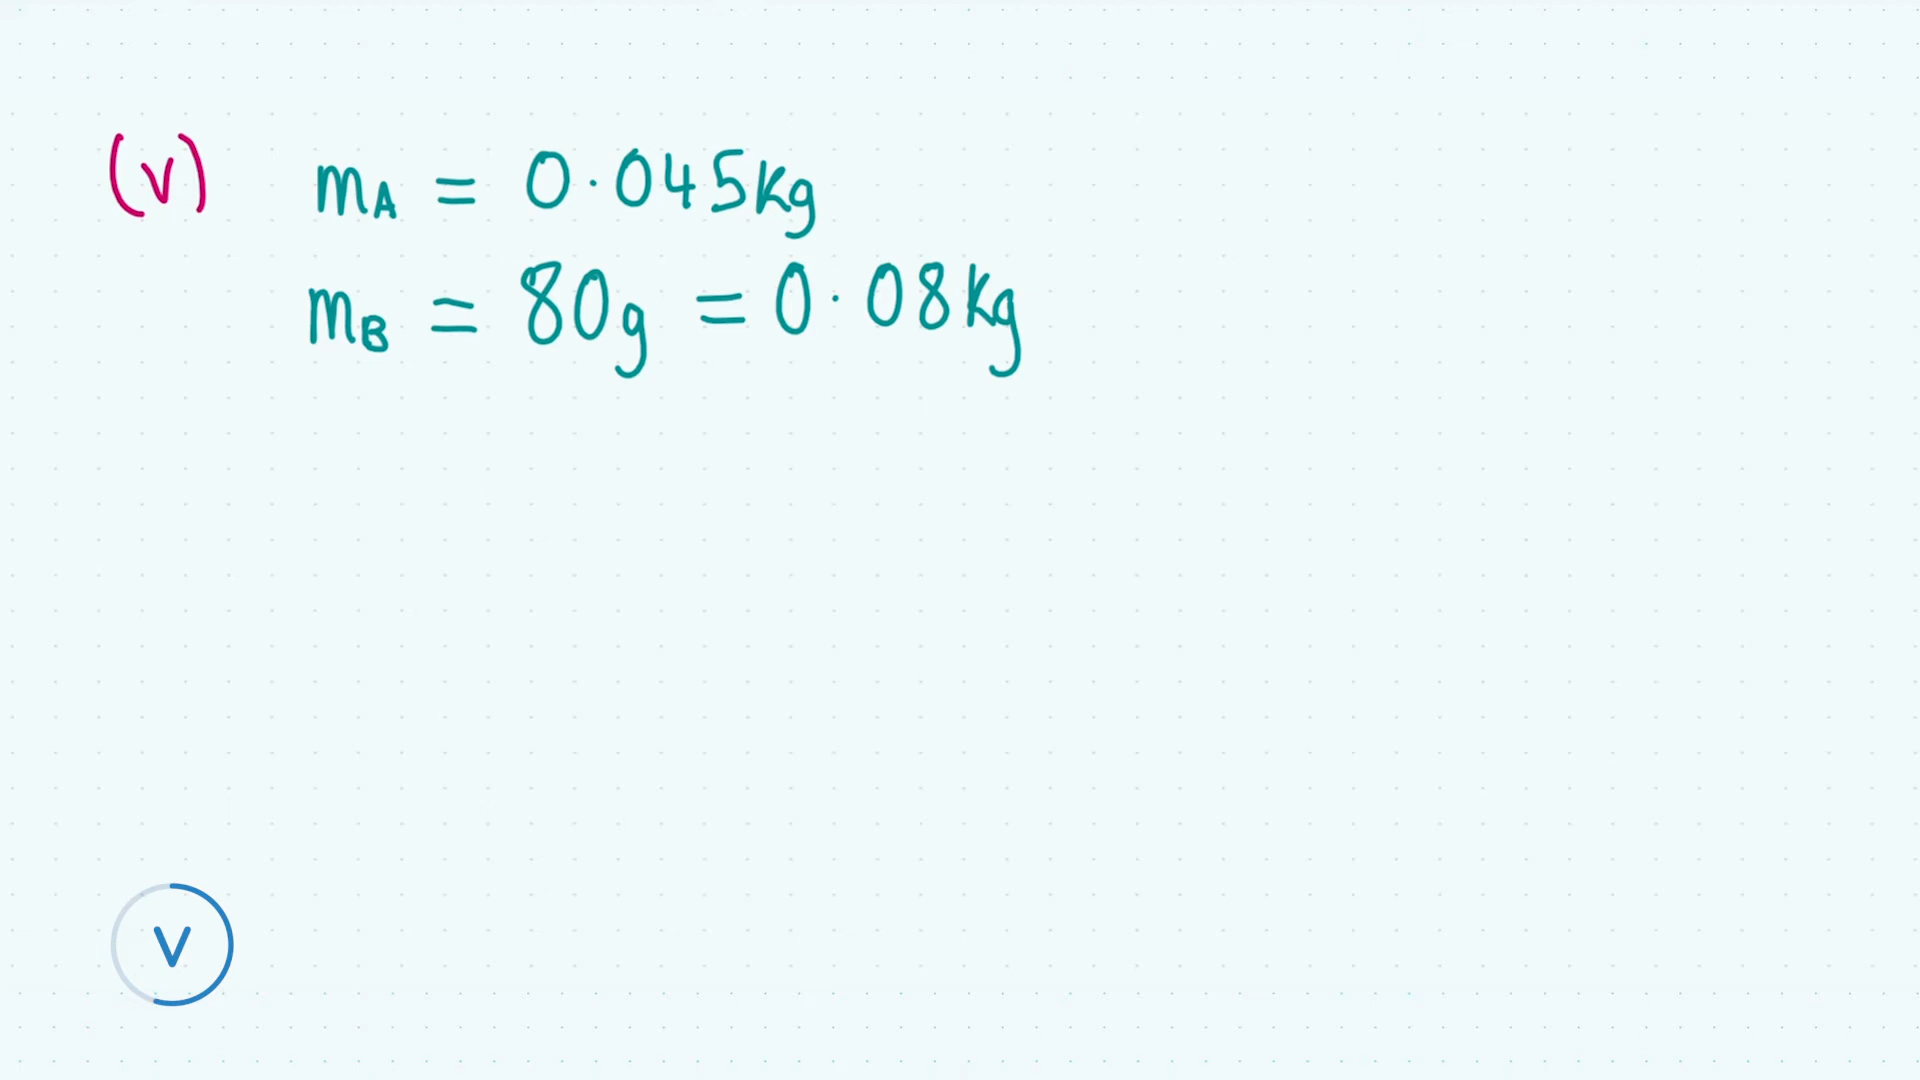 (v) mA = 0·045kg
mB = 80g = 0·08kg
V